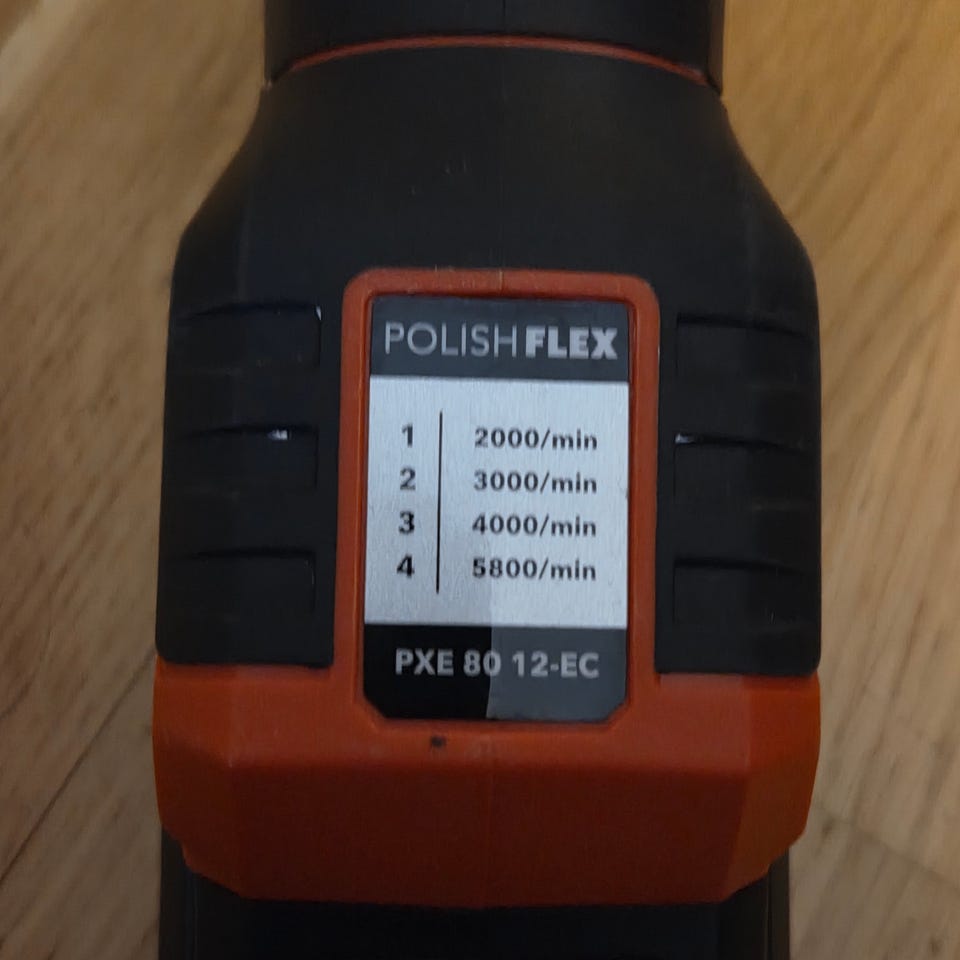 POLISHFLEX
1 2000/min
2 3000/min
3 4000/min
4 5800/min
PXE 80 12-EC